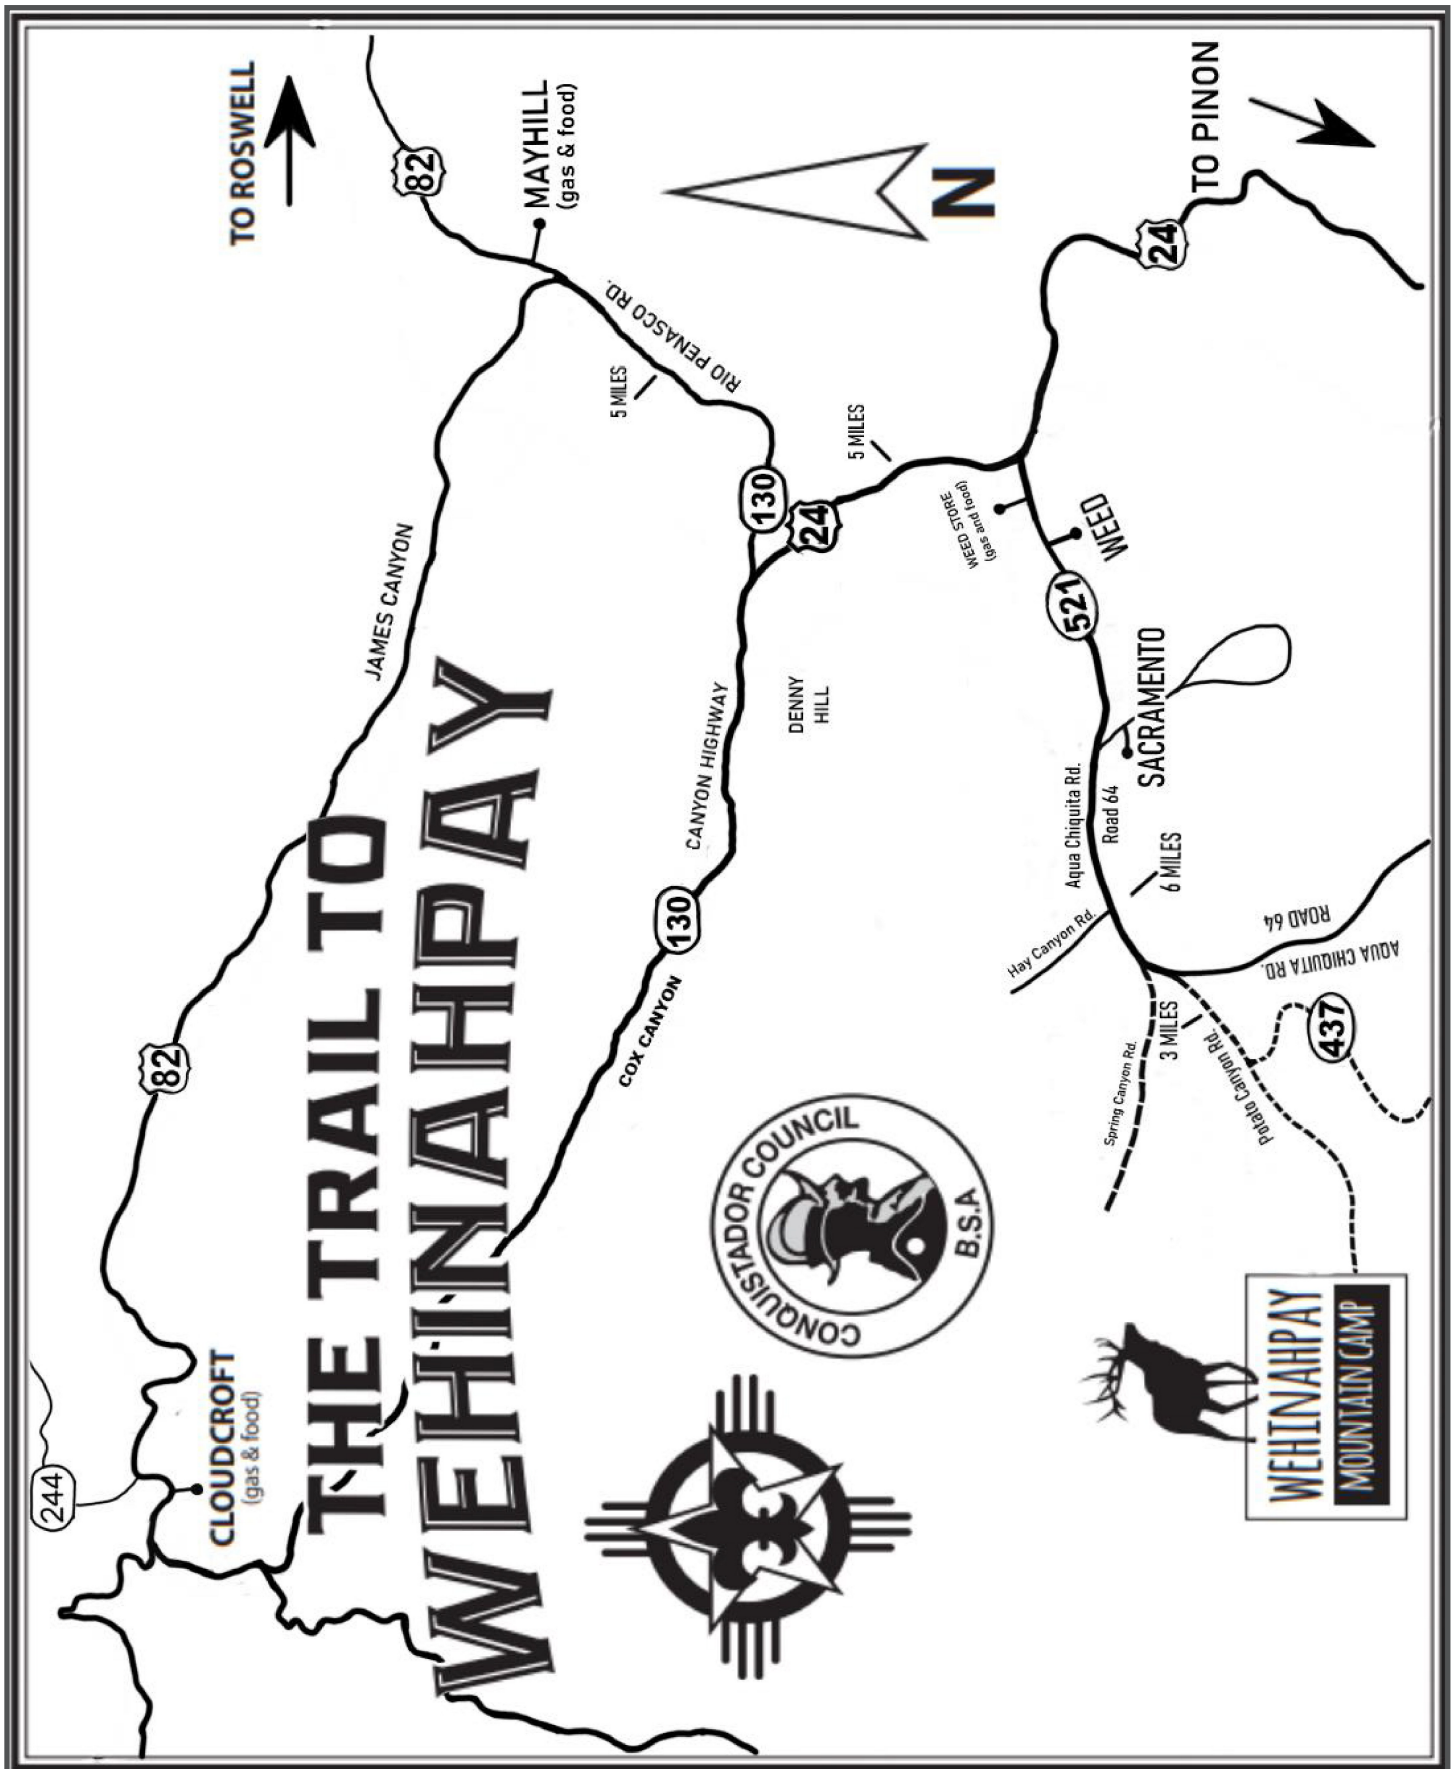 244
82
TO ROSWELL
CLOUDCROFT
(gas & food)
THE TRAIL TO
JAMES CANYON
82
WEHINAHPAY
MAYHILL
(gas & food)
5 MILES
RIO PENASCO RD.
COX CANYON
130
CANYON HIGHWAY
130
24
DENNY
HILL
5 MILES
N
CONQUISTADOR COUNCIL
B.S.A
WEED STORE
(gas and food)
WEED
521
Hay Canyon Rd.
Aqua Chiquita Rd.
Road 64
SACRAMENTO
6 MILES
24
TO PINON
Spring Canyon Rd.
3 MILES
Potato Canyon Rd.
ROAD 64
AQUA CHIQUITA RD.
437
WEHINAHPAY
MOUNTAIN CAMP